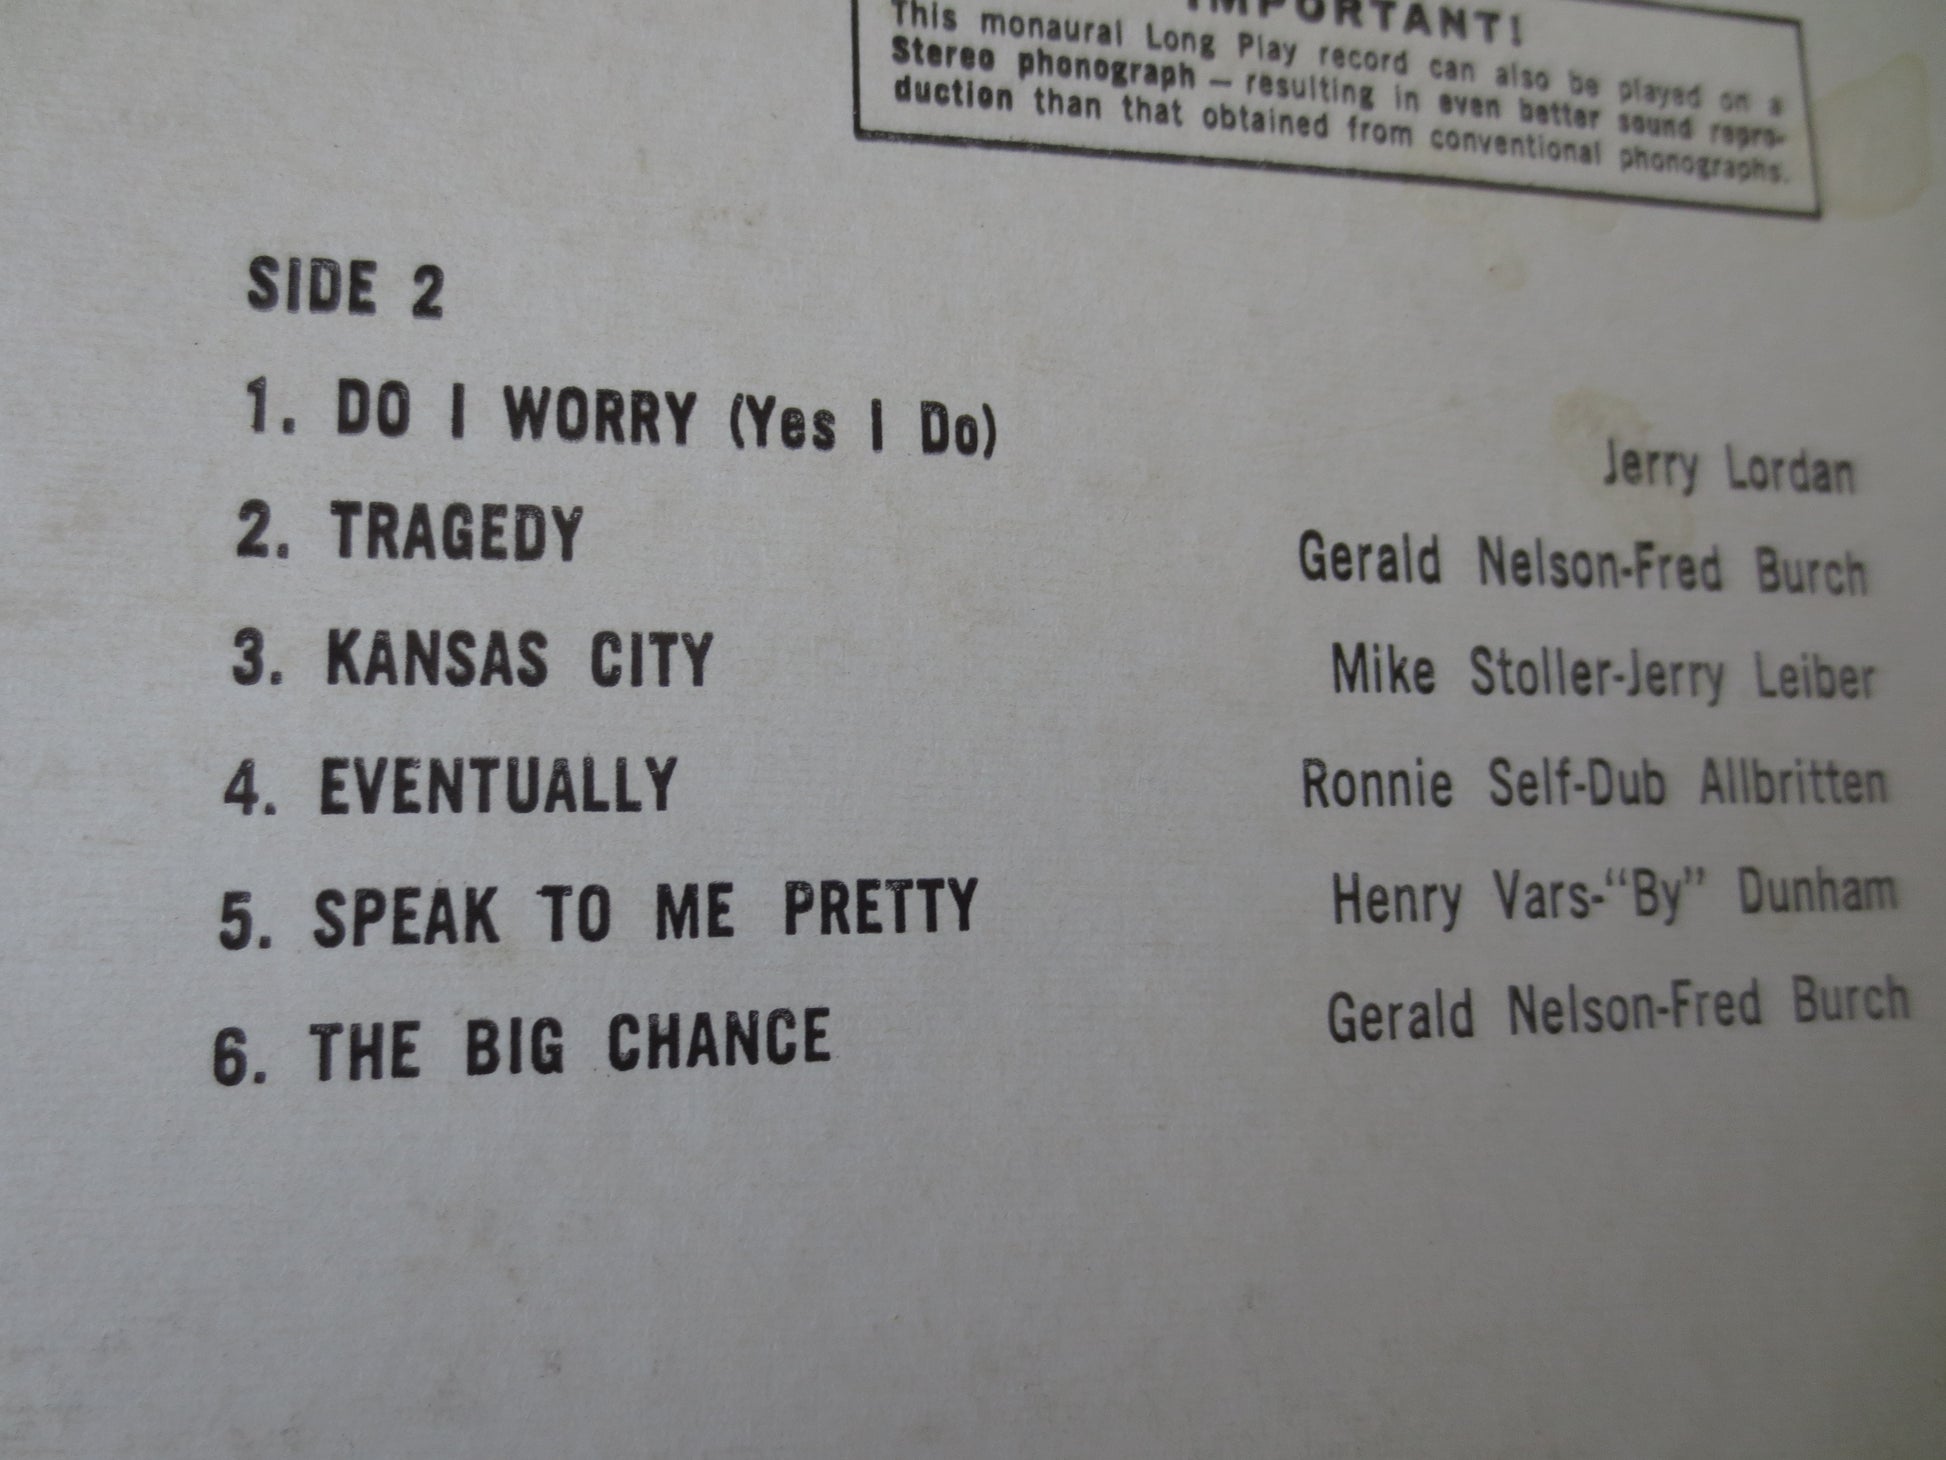 IMPORTANT!
This monaural Long Play record can also be played on a
Stereo phonograph — resulting in even better sound repro-
duction than that obtained from conventional phonographs.
SIDE 2
1. DO I WORRY (Yes I Do) Jerry Lordan
2. TRAGEDY Gerald Nelson-Fred Burch
3. KANSAS CITY Mike Stoller-Jerry Leiber
4. EVENTUALLY Ronnie Self-Dub Allbritten
5. SPEAK TO ME PRETTY Henry Vars-“By” Dunham
6. THE BIG CHANCE Gerald Nelson-Fred Burch